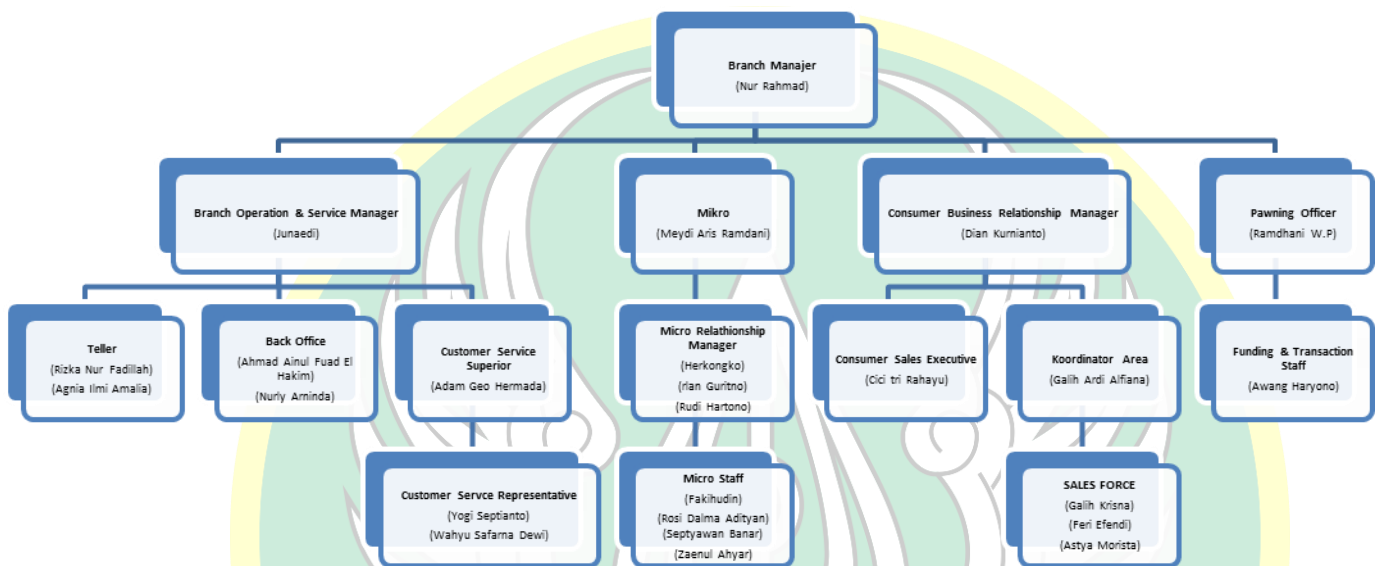 Branch Manajer
(Nur Rahmad)
Branch Operation & Service Manager
(Junaedi)
Mikro
(Meydi Aris Ramdani)
Consumer Business Relationship Manager
(Dian Kurnianto)
Pawning Officer
(Ramdhani W.P)
Teller
(Rizka Nur Fadillah)
(Agnia Ilmi Amalia)
Back Office
(Ahmad Ainul Fuad El
Hakim)
(Nurly Arninda)
Customer Service
Superior
(Adam Geo Hermada)
Micro Relathionship
Manager
(Herkongko)
(rlan Guritno)
(Rudi Hartono)
Consumer Sales Executive
(Cici tri Rahayu)
Koordinator Area
(Galih Ardi Alfiana)
Funding & Transaction
Staff
(Awang Haryono)
Customer Servce Representative
(Yogi Septianto)
(Wahyu Safarna Dewi)
Micro Staff
(Fakihudin)
(Rosi Dalma Adityan)
(Septyawan Banar)
(Zaenul Ahyar)
SALES FORCE
(Galih Krisna)
(Feri Efendi)
(Astya Morista)